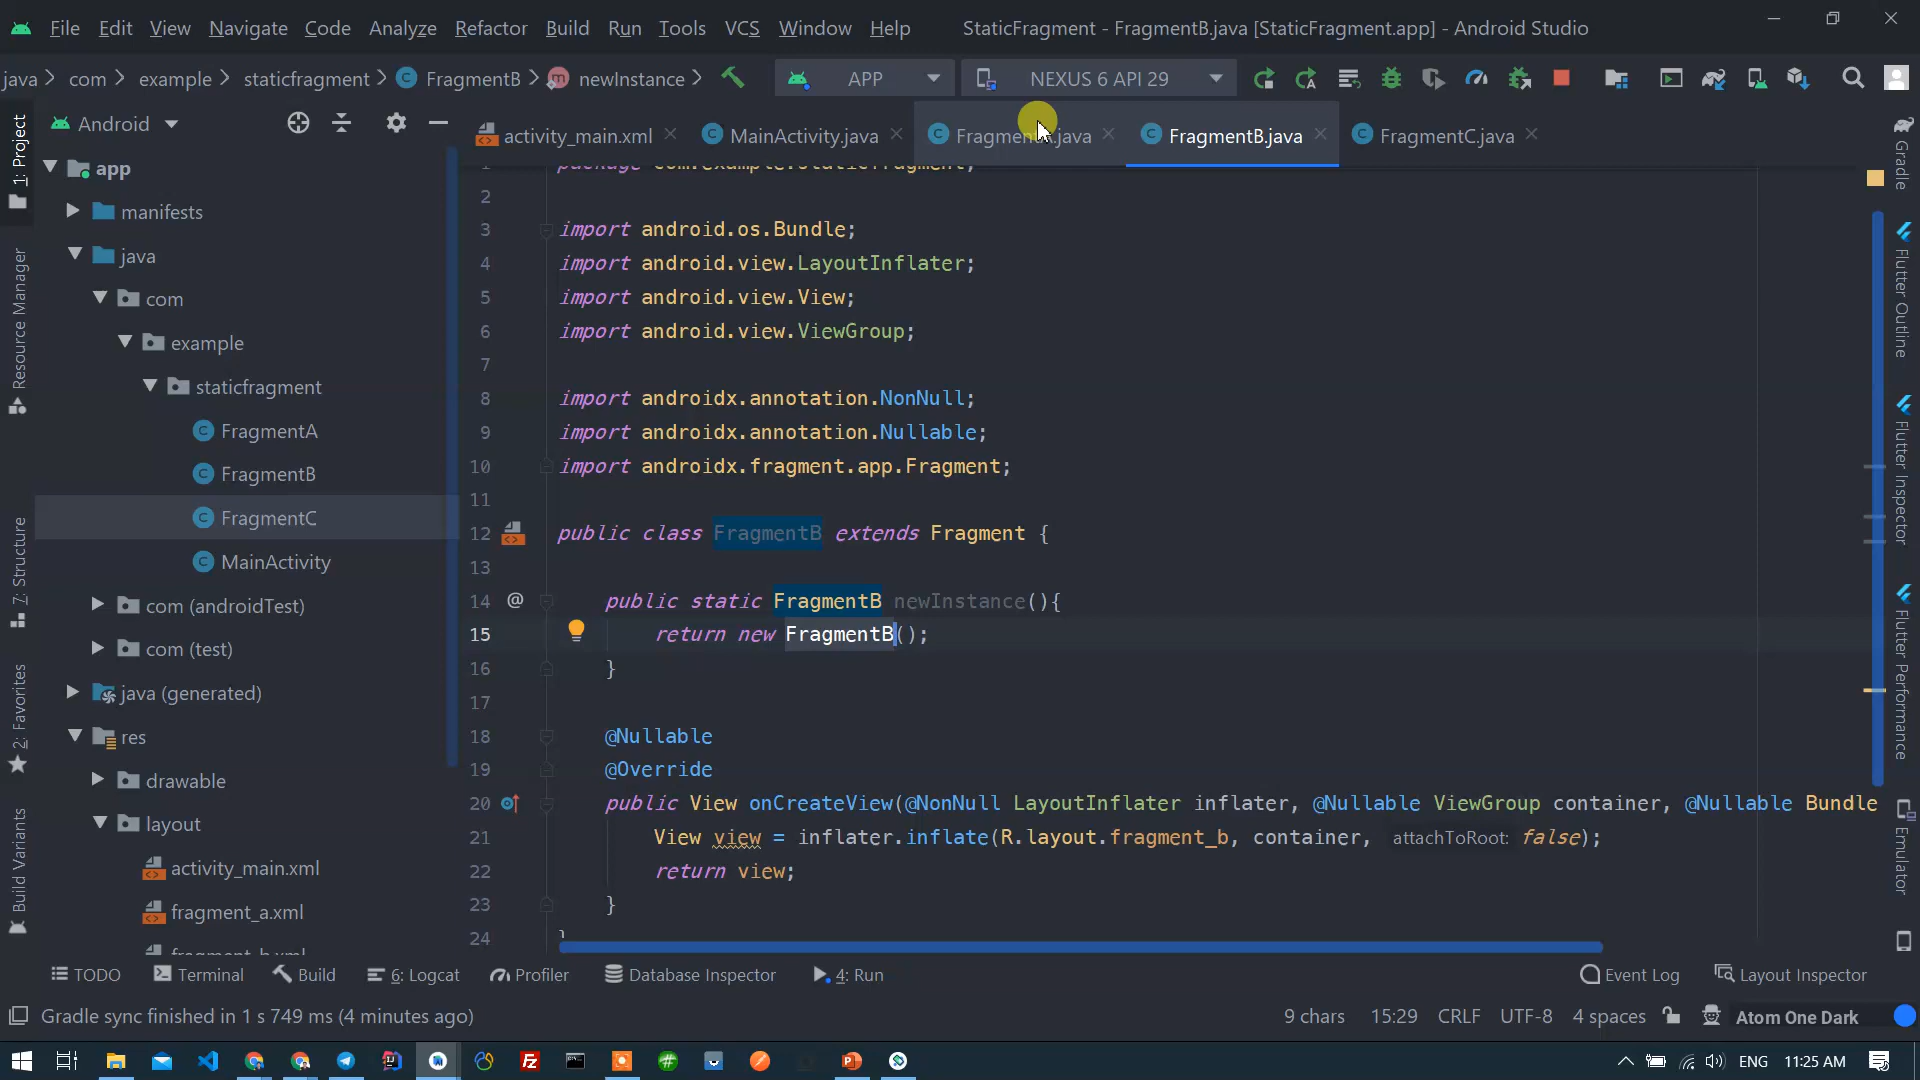 File Edit View Navigate Code Analyze Refactor Build Run Tools VCS Window Help StaticFragment - FragmentB.java [StaticFragment.app] - Android Studio
java com example staticfragment FragmentB newInstance APP NEXUS 6 API 29
Android
activity_main.xml MainActivity.java Fragment .java FragmentB.java FragmentC.java
1: Project
Resource Manager
7: Structure
2: Favorites
Build Variants
app
manifests
java
com
example
staticfragment
FragmentA
FragmentB
FragmentC
MainActivity
com (androidTest)
com (test)
java (generated)
res
drawable
layout
activity_main.xml
fragment_a.xml
fragment_b.xml
package com.example.staticfragment;
2
3 import android.os.Bundle;
4 import android.view.LayoutInflater;
5 import android.view.View;
6 import android.view.ViewGroup;
7
8 import androidx.annotation.NonNull;
9 import androidx.annotation.Nullable;
10 import androidx.fragment.app.Fragment;
11
12 public class FragmentB extends Fragment {
13
14 @ public static FragmentB newInstance(){
15 return new FragmentB();
16 }
17
18 @Nullable
19 @Override
20 public View onCreateView(@NonNull LayoutInflater inflater, @Nullable ViewGroup container, @Nullable Bundle
21 View view = inflater.inflate(R.layout.fragment_b, container, attachToRoot: false);
22 return view;
23 }
24 }
Gradle
Flutter Outline
Flutter Inspector
Flutter Performance
Emulator
TODO Terminal Build 6: Logcat Profiler Database Inspector 4: Run Event Log Layout Inspector
Gradle sync finished in 1 s 749 ms (4 minutes ago) 9 chars 15:29 CRLF UTF-8 4 spaces Atom One Dark
ENG 11:25 AM